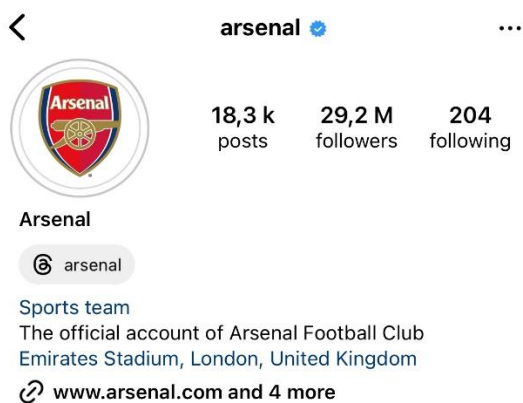 arsenal
Arsenal
18,3 k
posts
29,2 M
followers
204
following
Arsenal
arsenal
Sports team
The official account of Arsenal Football Club
Emirates Stadium, London, United Kingdom
www.arsenal.com and 4 more